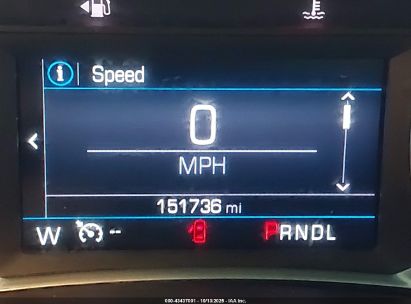 Speed
0
MPH
151736 mi
W -- PRNDL